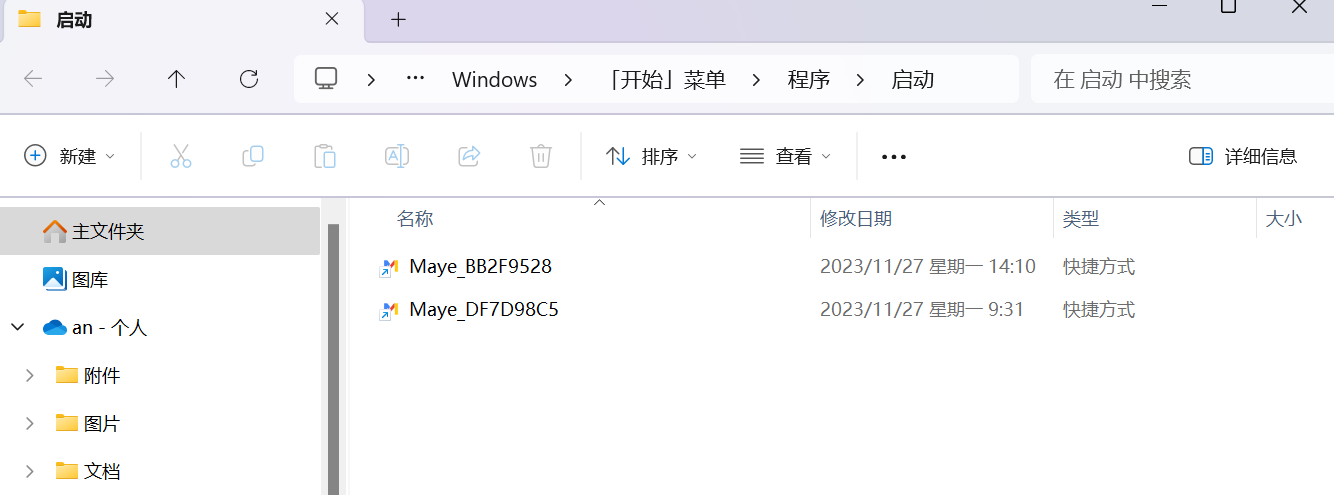 启动
Windows 「开始」菜单 程序 启动 在 启动 中搜索
新建 排序 查看 详细信息
名称 修改日期 类型 大小
主文件夹
图库
an - 个人
附件
图片
文档
Maye_BB2F9528 2023/11/27 星期一 14:10 快捷方式
Maye_DF7D98C5 2023/11/27 星期一 9:31 快捷方式